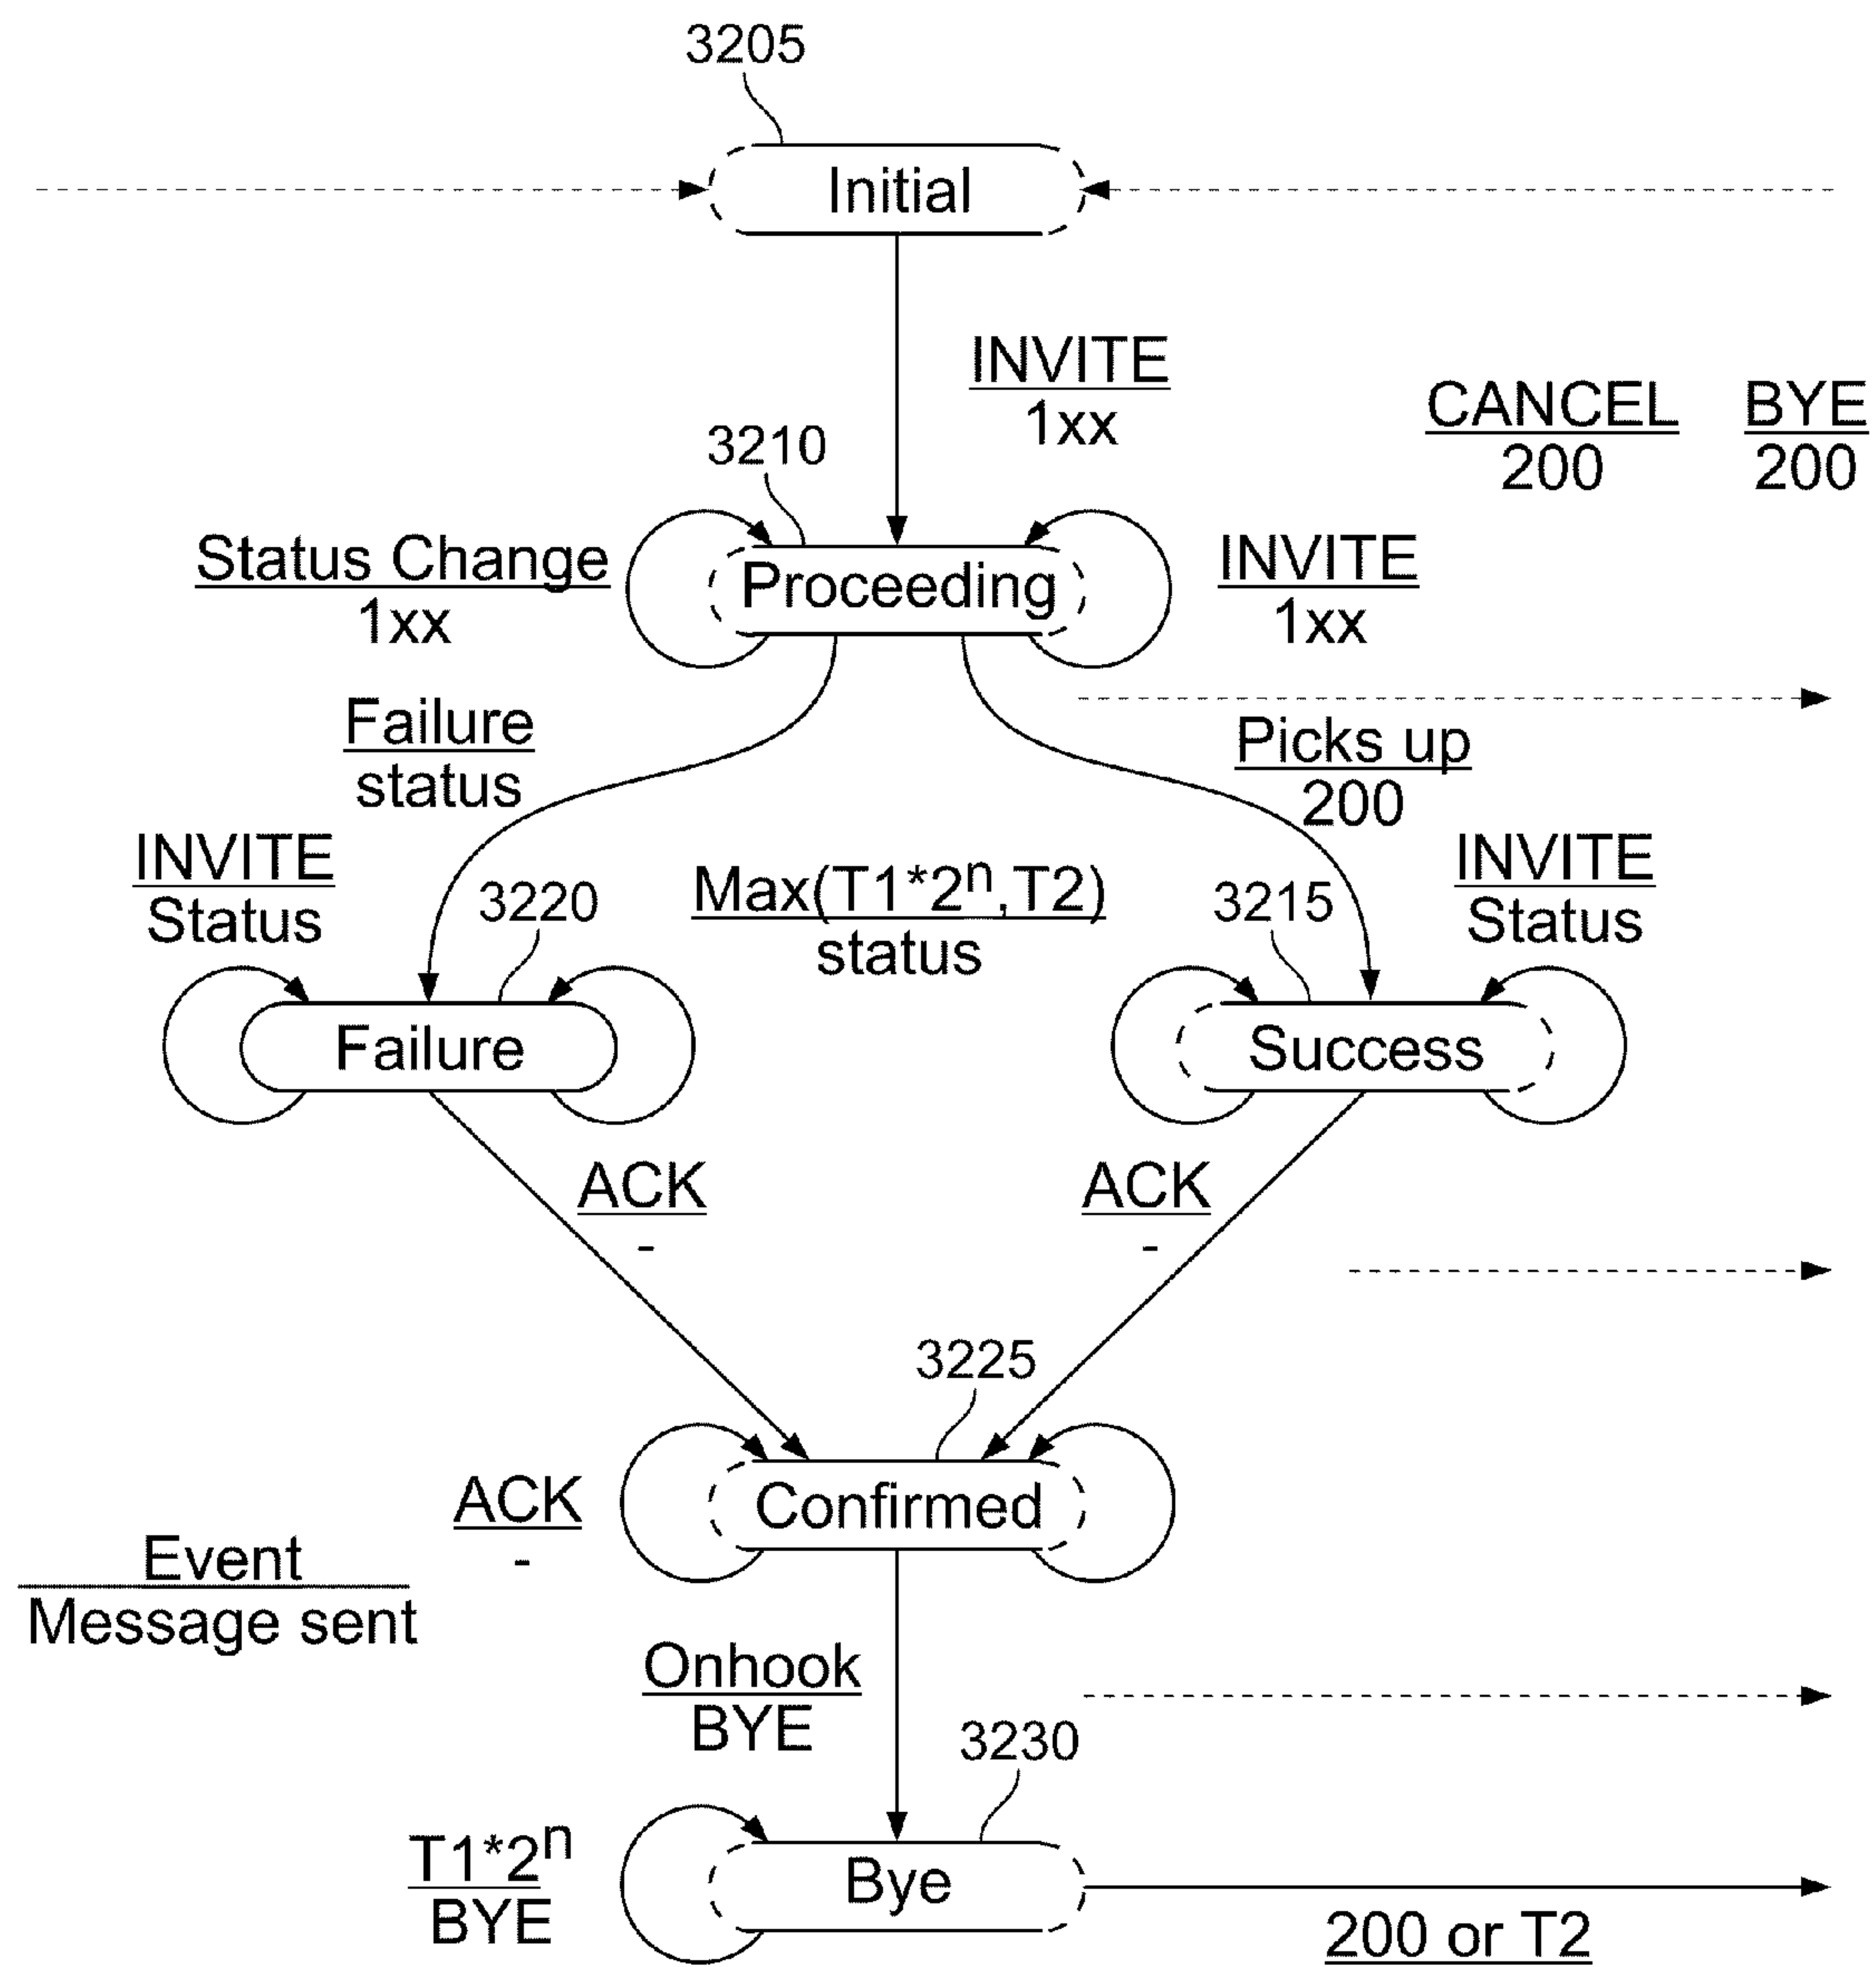 3205
Initial
INVITE
1xx
CANCEL
200
BYE
200
3210
Status Change
1xx
Proceeding
INVITE
1xx
Failure
status
Picks up
200
INVITE
Status
3220
Max(T1*2ⁿ,T2)
status
3215
INVITE
Status
Failure
Success
ACK
-
ACK
-
3225
ACK
-
Confirmed
Event
Message sent
Onhook
BYE
3230
T1*2ⁿ
BYE
Bye
200 or T2